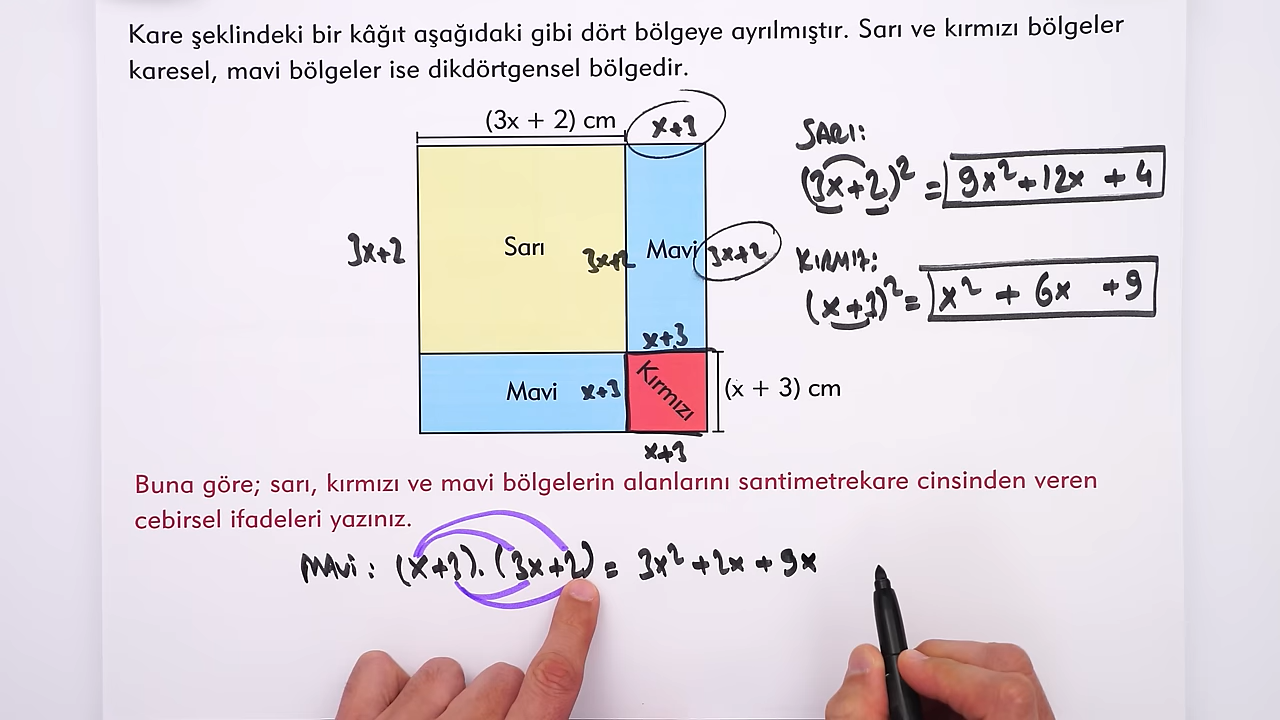 Kare şeklindeki bir kâğıt aşağıdaki gibi dört bölgeye ayrılmıştır. Sarı ve kırmızı bölgeler
karesel, mavi bölgeler ise dikdörtgensel bölgedir.
(3x + 2) cm
x+3
3x+2
Sarı
3x+2
Mavi
3x+2
x+3
Mavi
x+3
Kırmızı
(x + 3) cm
x+3
SARI:
(3x+2)² = 9x²+12x + 4
KIRMIZ:
(x+3)² = x² + 6x +9
Buna göre; sarı, kırmızı ve mavi bölgelerin alanlarını santimetrekare cinsinden veren
cebirsel ifadeleri yazınız.
MAVi : (x+3).(3x+2) = 3x² + 2x + 9x